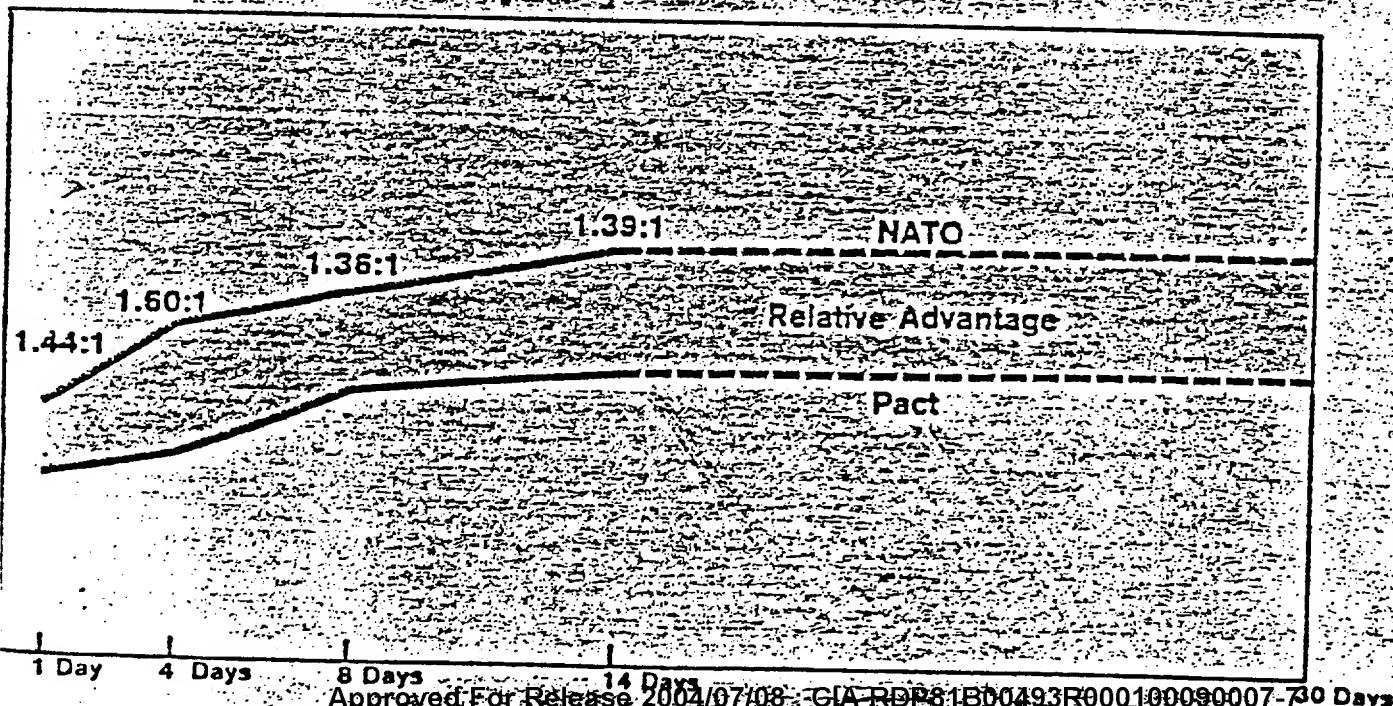 1.39:1
NATO
1.36:1
1.60:1
Relative Advantage
1.44:1
Pact
1 Day
4 Days
8 Days
14 Days
30 Days
Approved For Release 2004/07/08 : CIA-RDP81B00493R000100090007-7